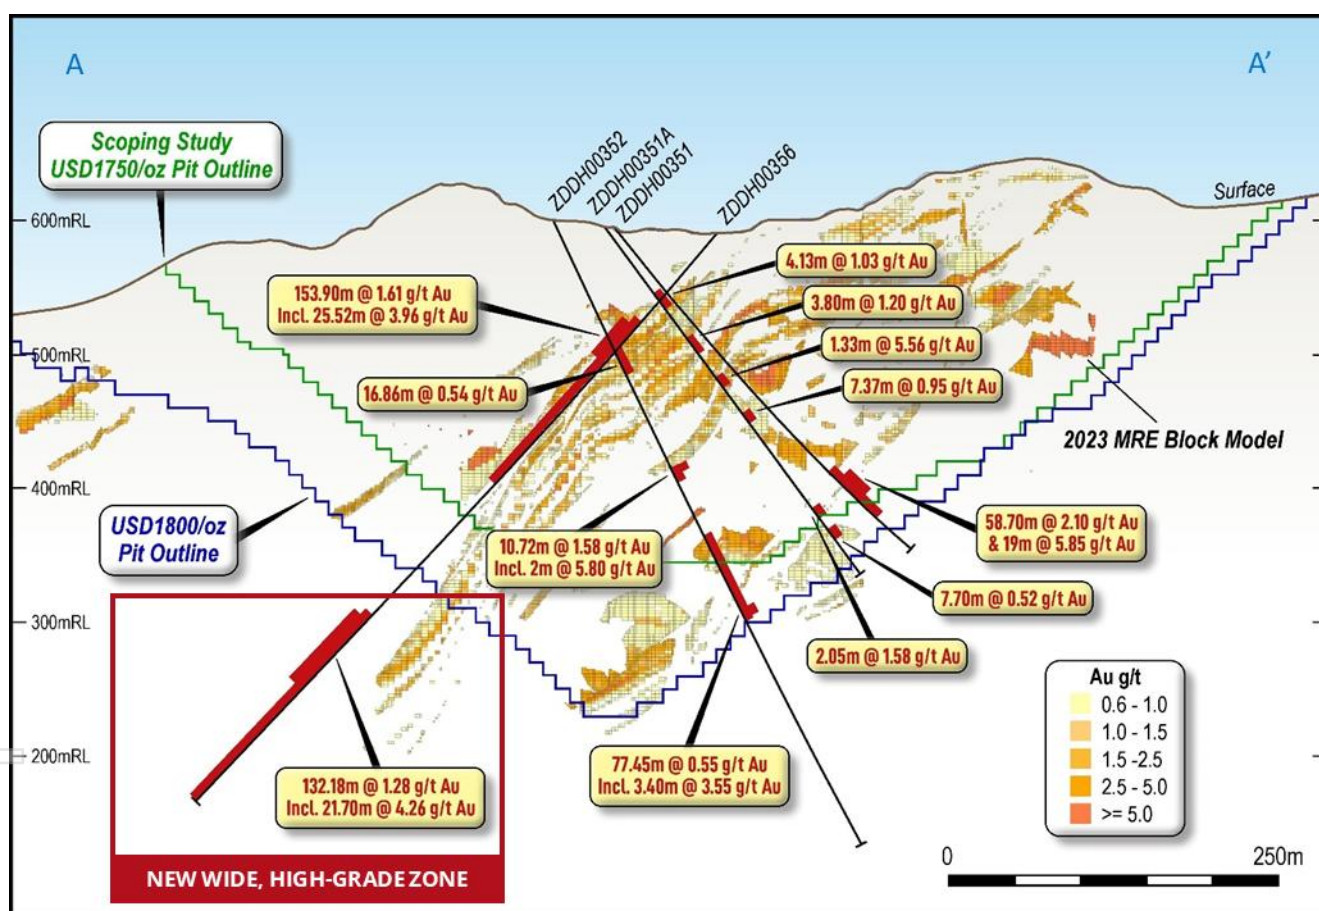 A
A'
Scoping Study
USD1750/oz Pit Outline
ZDDH00352
ZDDH00351A
ZDDH00351
ZDDH00356
Surface
600mRL
4.13m @ 1.03 g/t Au
153.90m @ 1.61 g/t Au
Incl. 25.52m @ 3.96 g/t Au
3.80m @ 1.20 g/t Au
500mRL
1.33m @ 5.56 g/t Au
16.86m @ 0.54 g/t Au
7.37m @ 0.95 g/t Au
2023 MRE Block Model
400mRL
USD1800/oz
Pit Outline
10.72m @ 1.58 g/t Au
Incl. 2m @ 5.80 g/t Au
58.70m @ 2.10 g/t Au
& 19m @ 5.85 g/t Au
7.70m @ 0.52 g/t Au
300mRL
2.05m @ 1.58 g/t Au
Au g/t
0.6 - 1.0
1.0 - 1.5
1.5 -2.5
2.5 - 5.0
>= 5.0
200mRL
77.45m @ 0.55 g/t Au
Incl. 3.40m @ 3.55 g/t Au
132.18m @ 1.28 g/t Au
Incl. 21.70m @ 4.26 g/t Au
0
250m
NEW WIDE, HIGH-GRADE ZONE